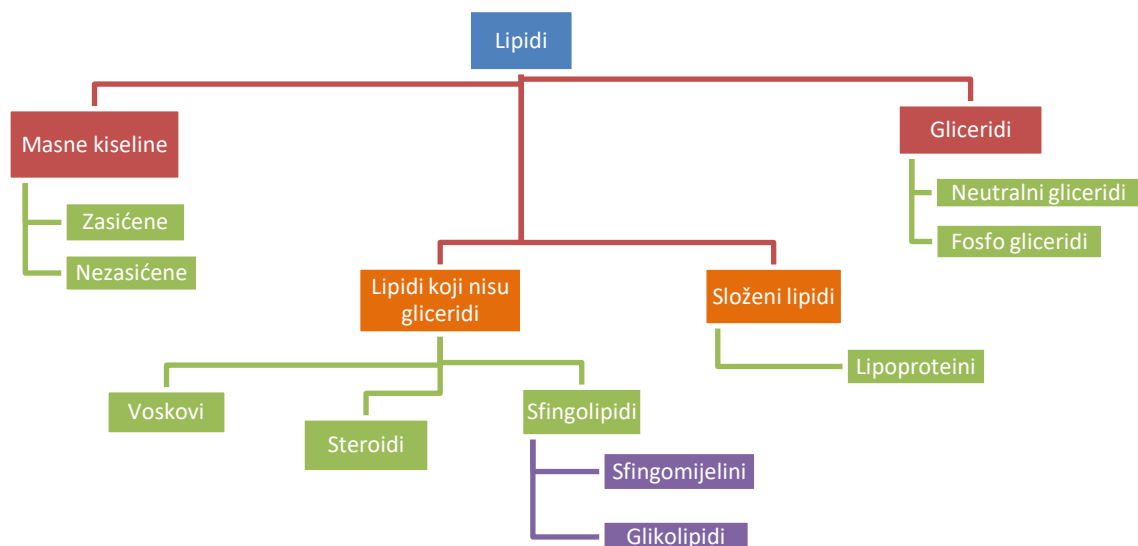 Lipidi
Masne kiseline
Zasićene
Nezasićene
Lipidi koji nisu
gliceridi
Voskovi
Steroidi
Sfingolipidi
Sfingomijelini
Glikolipidi
Složeni lipidi
Lipoproteini
Gliceridi
Neutralni gliceridi
Fosfo gliceridi